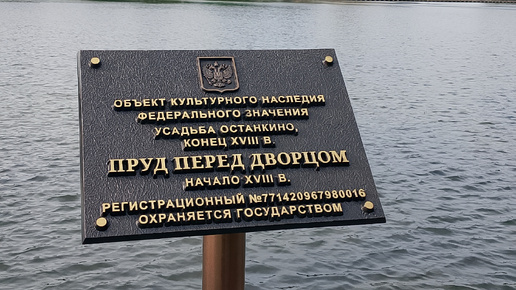 ОБЪЕКТ КУЛЬТУРНОГО НАСЛЕДИЯ
ФЕДЕРАЛЬНОГО ЗНАЧЕНИЯ
УСАДЬБА ОСТАНКИНО,
КОНЕЦ XVIII В.
ПРУД ПЕРЕД ДВОРЦОМ
НАЧАЛО XVIII В.
РЕГИСТРАЦИОННЫЙ №771420967980016
ОХРАНЯЕТСЯ ГОСУДАРСТВОМ